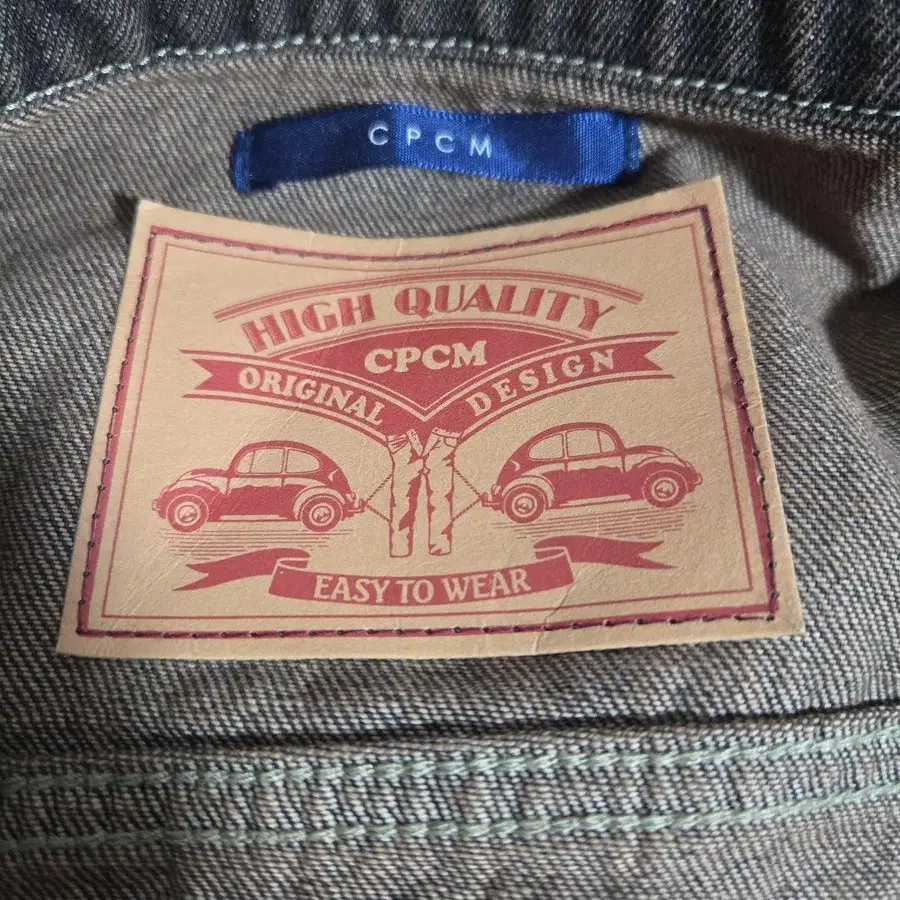 CPCM
HIGH QUALITY
CPCM
ORIGINAL DESIGN
EASY TO WEAR